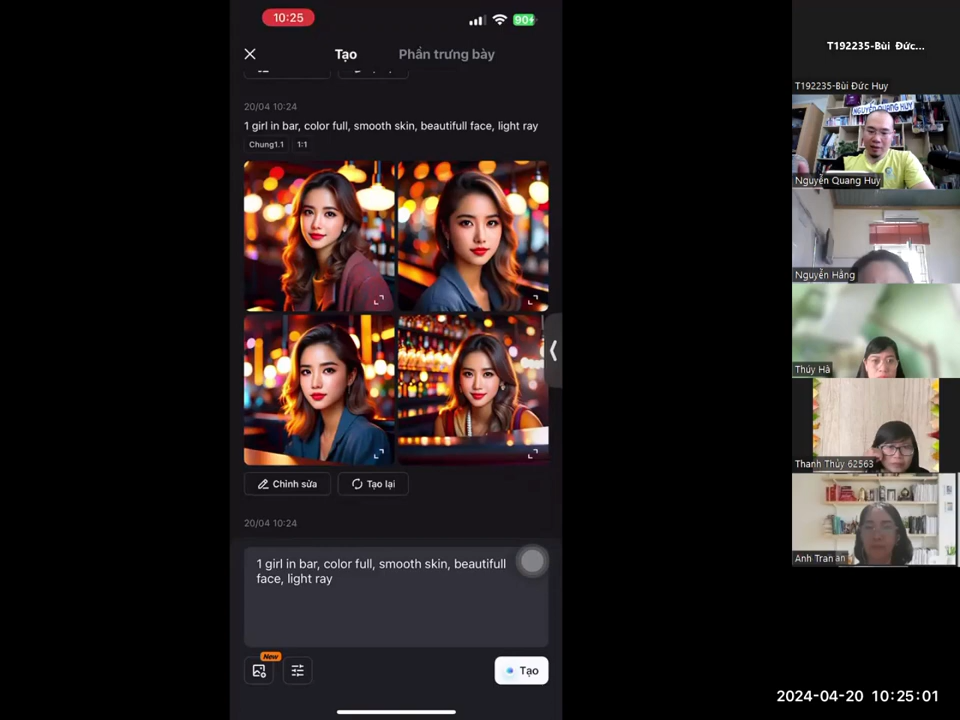 10:25
90
Tạo
Phần trưng bày
20/04 10:24
1 girl in bar, color full, smooth skin, beautifull face, light ray
Chung1.1
1:1
Chỉnh sửa
Tạo lại
20/04 10:24
1 girl in bar, color full, smooth skin, beautifull
face, light ray
New
Tạo
T192235-Bùi Đức...
T192235-Bùi Đức Huy
NGUYỄN QUANG HUY
Nguyễn Quang Huy
Nguyễn Hằng
Thúy Hà
Thanh Thủy 62563
Anh Tran an
2024-04-20 10:25:01